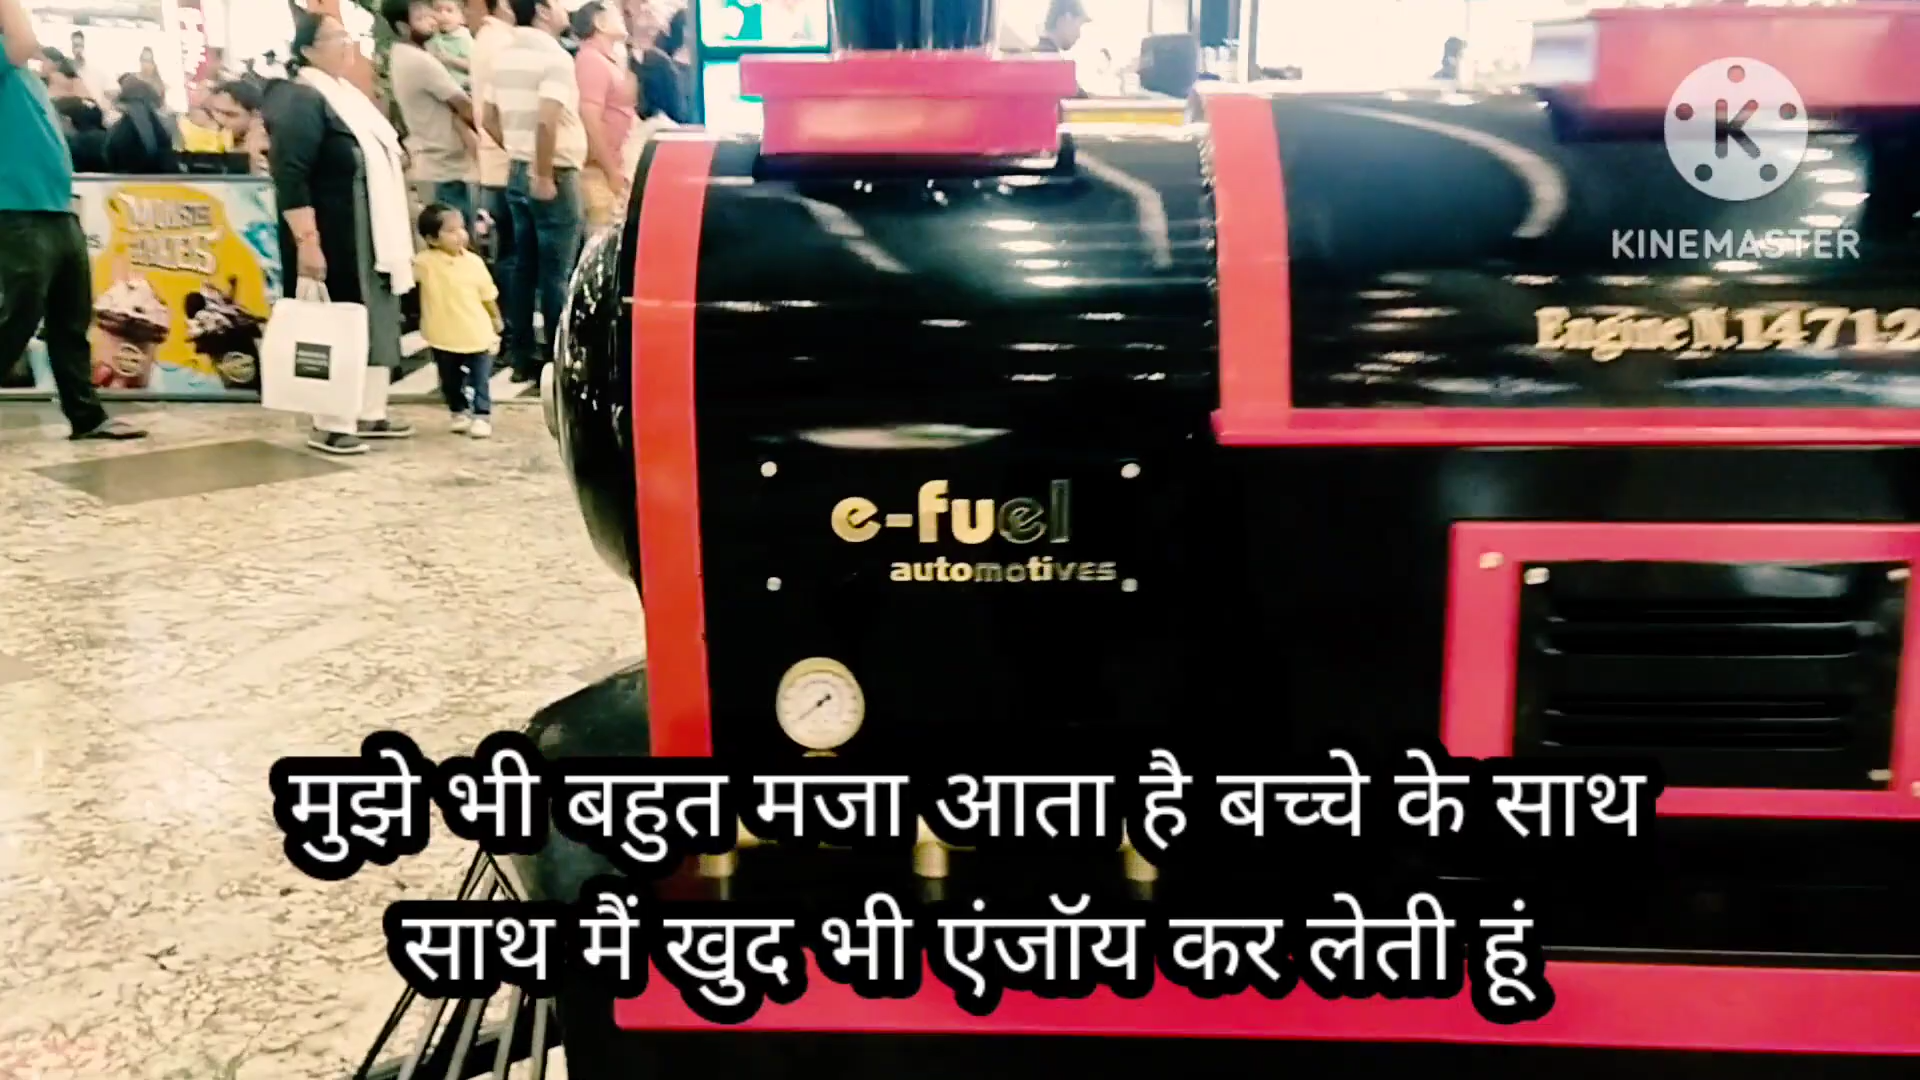 KINEMASTER
Engine N. 14712
e-fuel
automotives
मुझे भी बहुत मजा आता है बच्चे के साथ
साथ मैं खुद भी एंजॉय कर लेती हूं